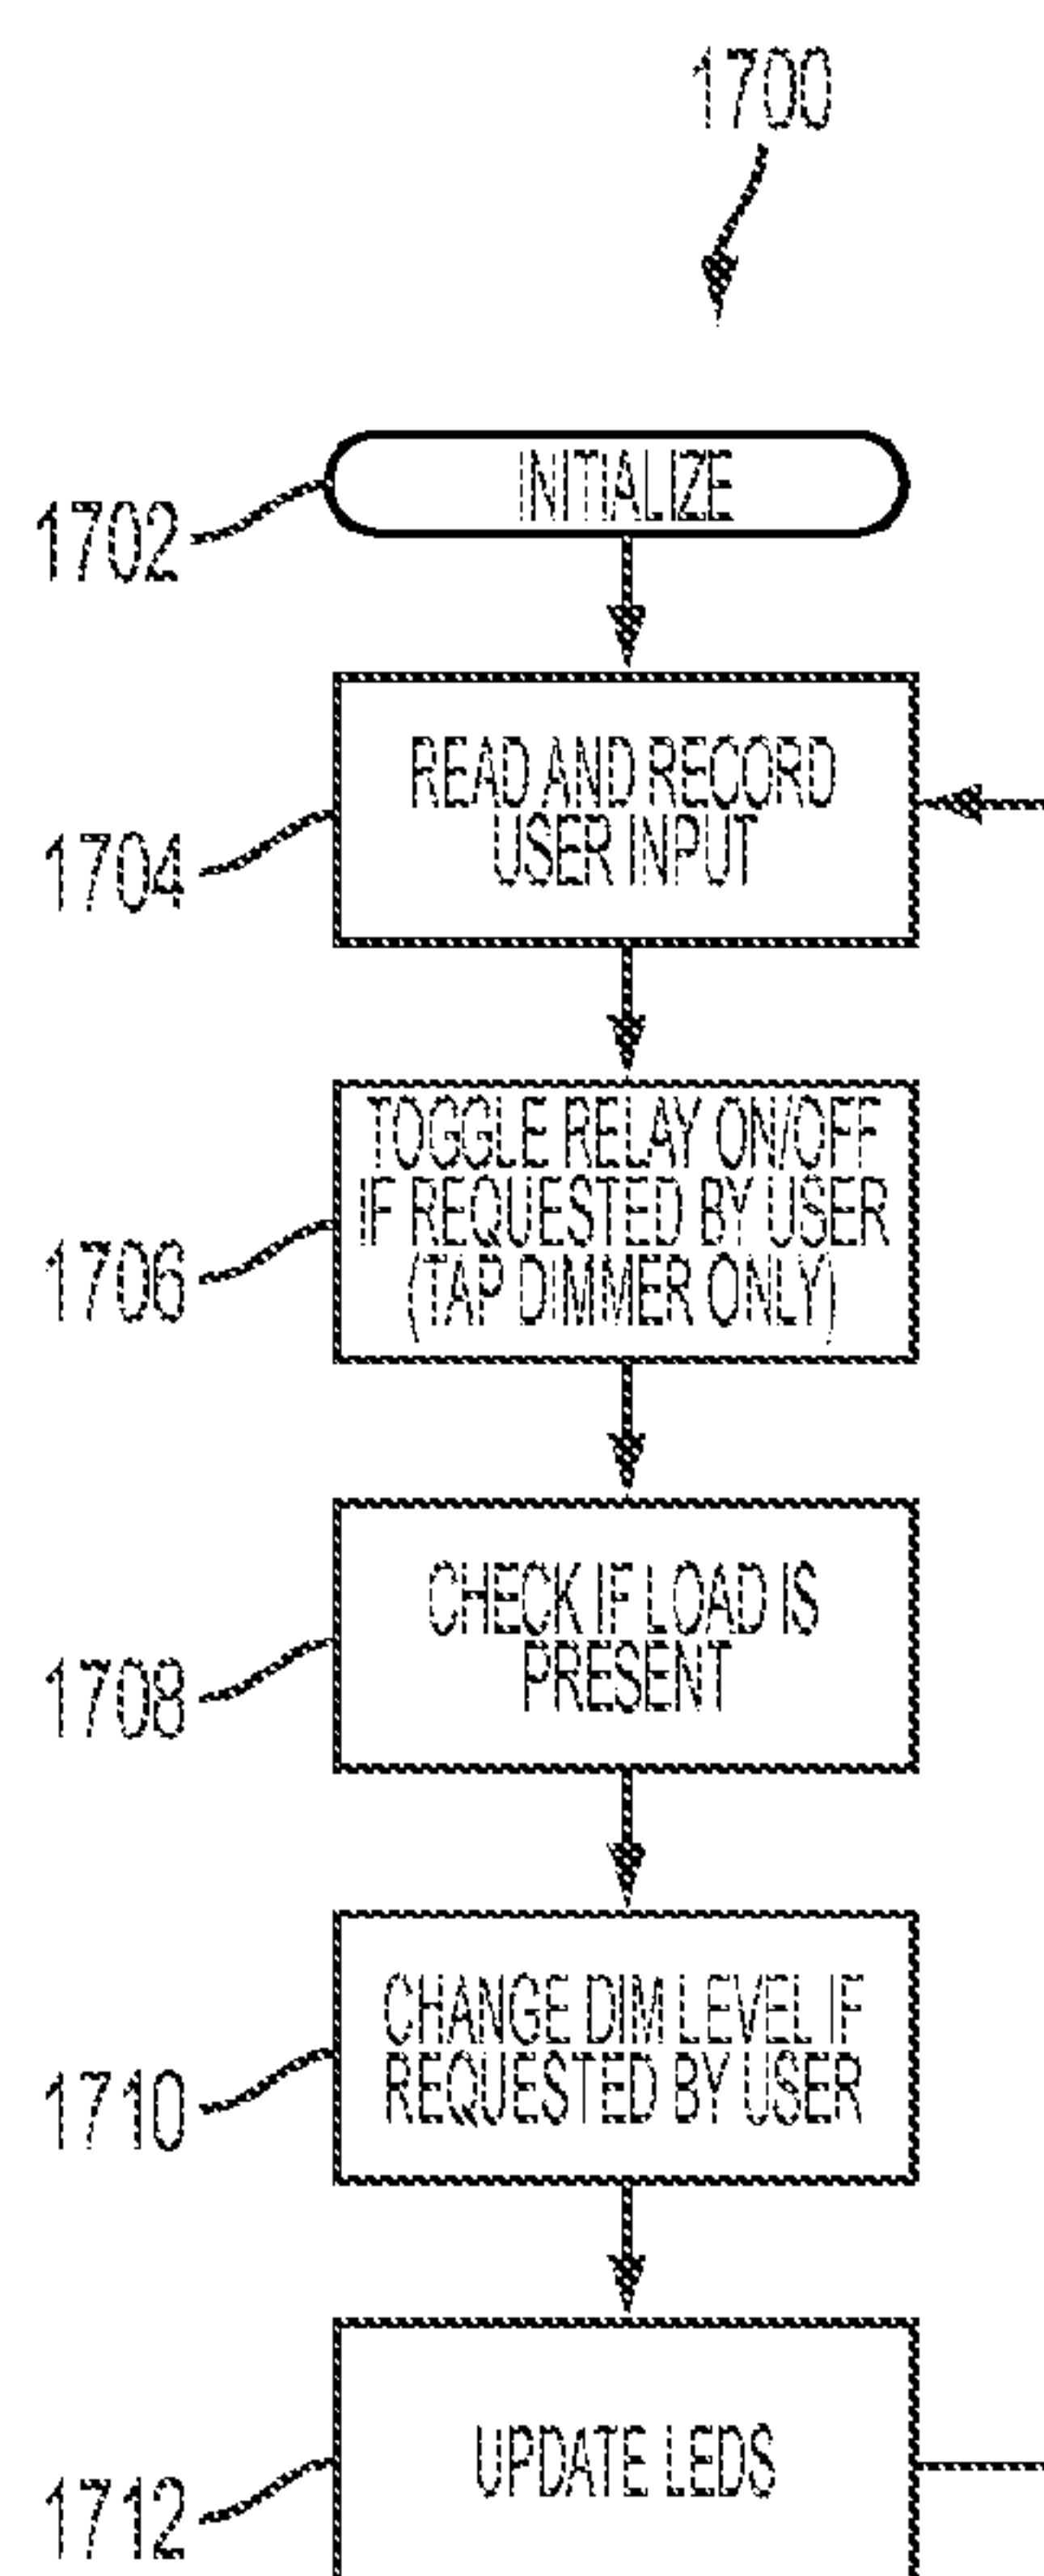 1700
INITIALIZE
1702
READ AND RECORD
USER INPUT
1704
TOGGLE RELAY ON/OFF
IF REQUESTED BY USER
(TAP DIMMER ONLY)
1706
CHECK IF LOAD IS
PRESENT
1708
CHANGE DIM LEVEL IF
REQUESTED BY USER
1710
UPDATE LEDS
1712